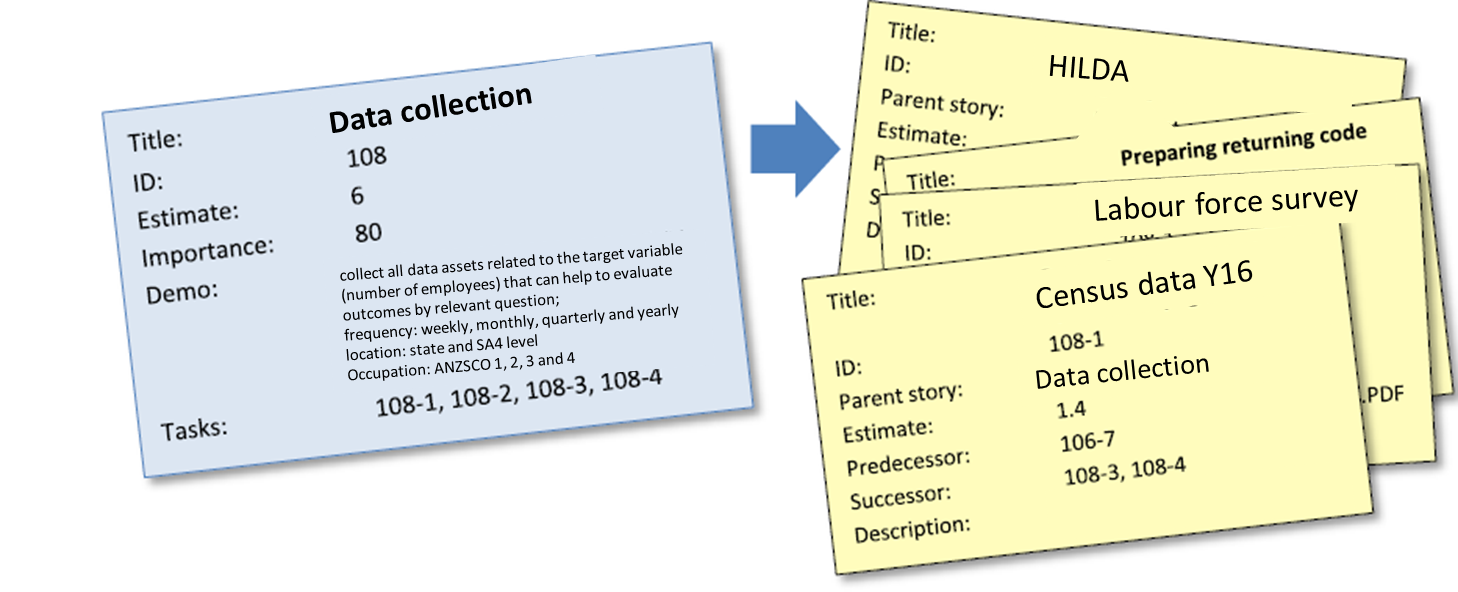 Title: Data collection
ID: 108
Estimate: 6
Importance: 80
Demo: collect all data assets related to the target variable
(number of employees) that can help to evaluate
outcomes by relevant question;
frequency: weekly, monthly, quarterly and yearly
location: state and SA4 level
Occupation: ANZSCO 1, 2, 3 and 4
Tasks: 108-1, 108-2, 108-3, 108-4
Title: HILDA
ID:
Parent story:
Estimate:
P
S
D
Title: Preparing returning code
Title: Labour force survey
ID:
.PDF
Title: Census data Y16
ID: 108-1
Parent story: Data collection
Estimate: 1.4
Predecessor: 106-7
Successor: 108-3, 108-4
Description: